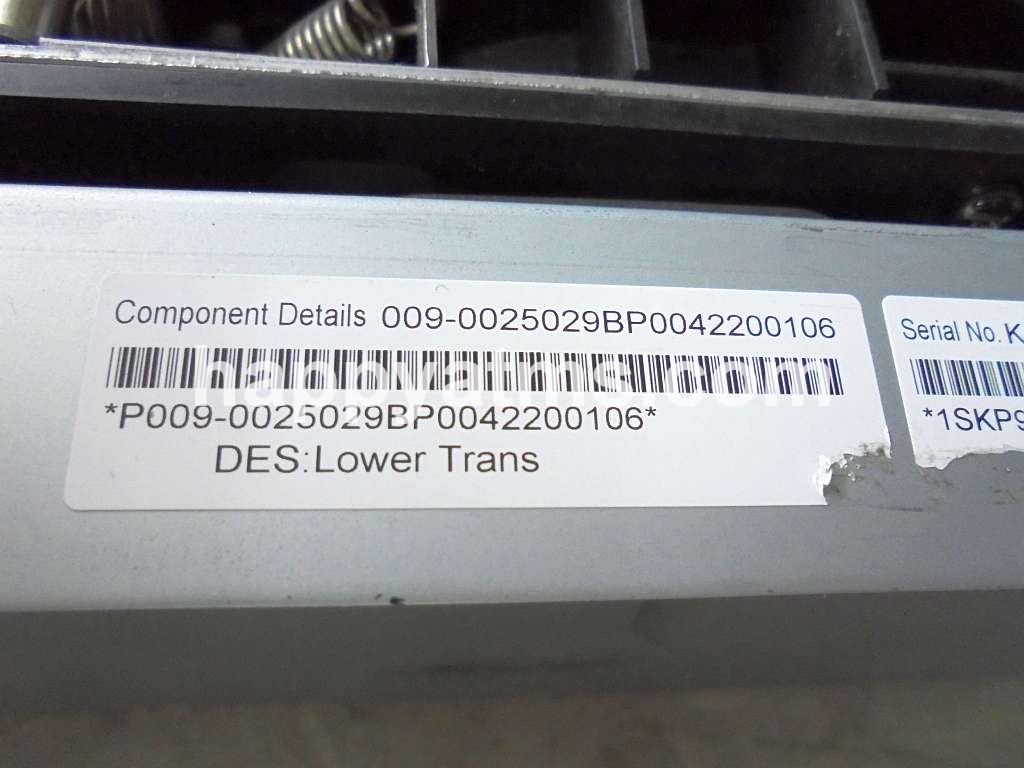 Component Details 009-0025029BP0042200106
*P009-0025029BP0042200106*
DES:Lower Trans
Serial No. K
*1SKP9
happyatms.com